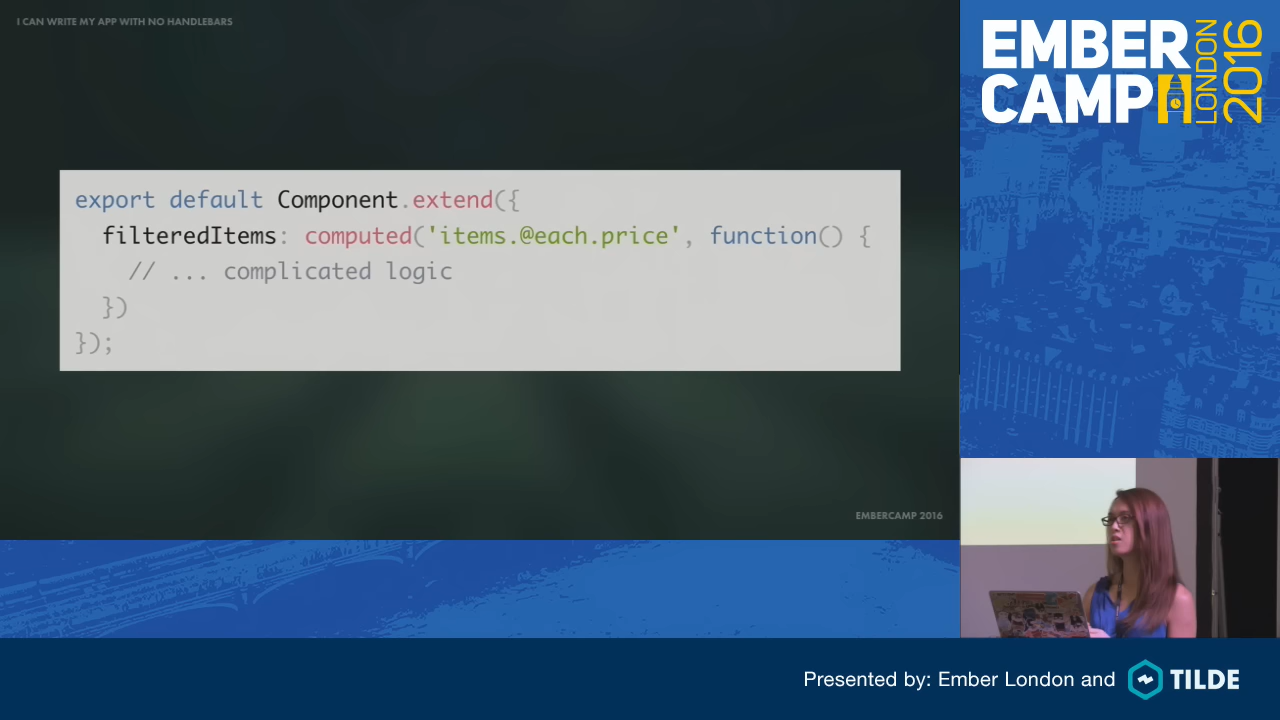 I CAN WRITE MY APP WITH NO HANDLEBARS
export default Component.extend({
  filteredItems: computed('items.@each.price', function() {
    // ... complicated logic
  })
});
EMBERCAMP 2016
EMBER
CAMP
LONDON
2016
Presented by: Ember London and TILDE